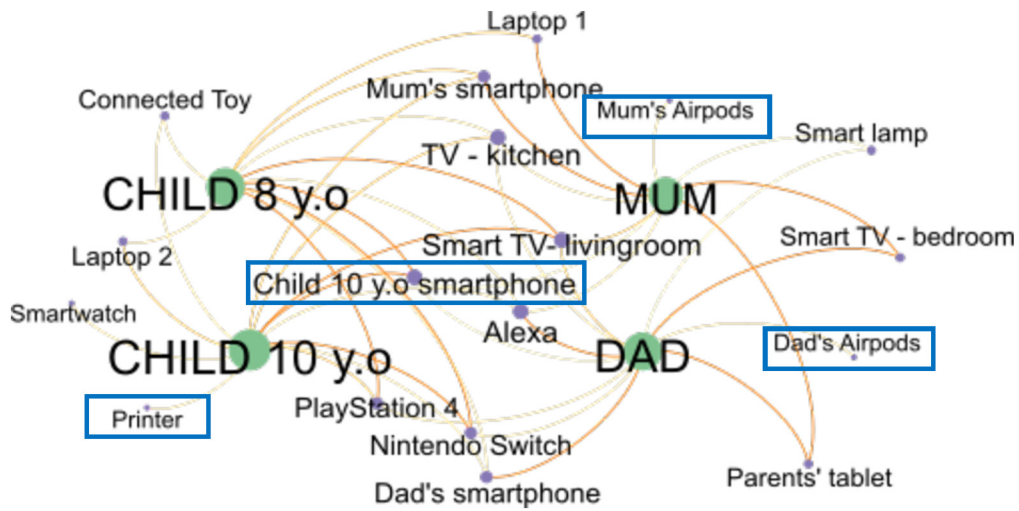 Laptop 1
Mum's smartphone
Connected Toy
Mum's Airpods
Smart lamp
TV - kitchen
CHILD 8 y.o
MUM
Smart TV- livingroom
Smart TV - bedroom
Laptop 2
Child 10 y.o smartphone
Smartwatch
Alexa
Dad's Airpods
CHILD 10 y.o
DAD
PlayStation 4
Printer
Nintendo Switch
Parents' tablet
Dad's smartphone